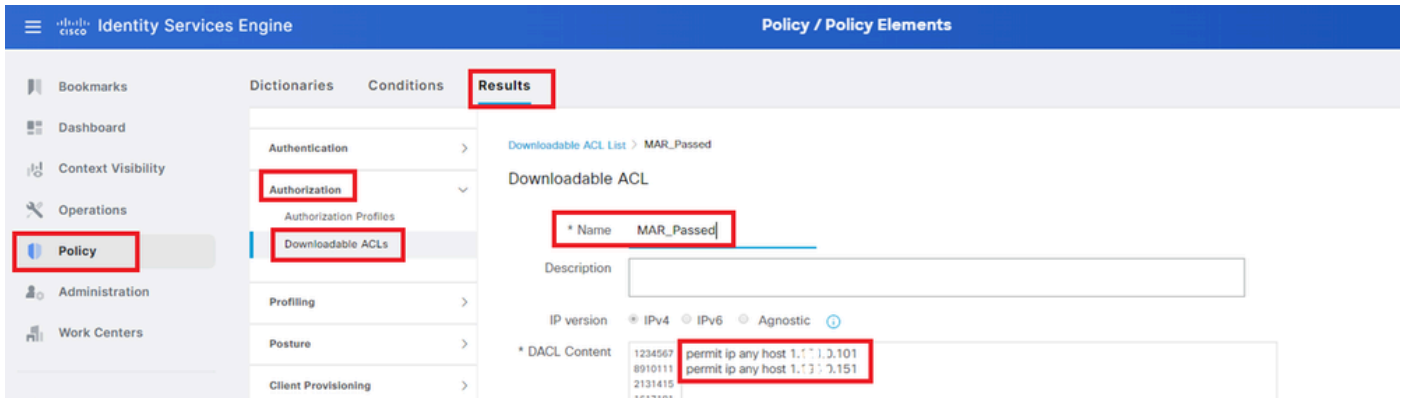 cisco Identity Services Engine
Policy / Policy Elements
Bookmarks
Dashboard
Context Visibility
Operations
Policy
Administration
Work Centers
Dictionaries Conditions Results
Authentication
Authorization
Authorization Profiles
Downloadable ACLs
Profiling
Posture
Client Provisioning
Downloadable ACL List > MAR_Passed
Downloadable ACL
* Name MAR_Passed
Description
IP version IPv4 IPv6 Agnostic
* DACL Content
1234567 permit ip any host
8910111 permit ip any host
2131415